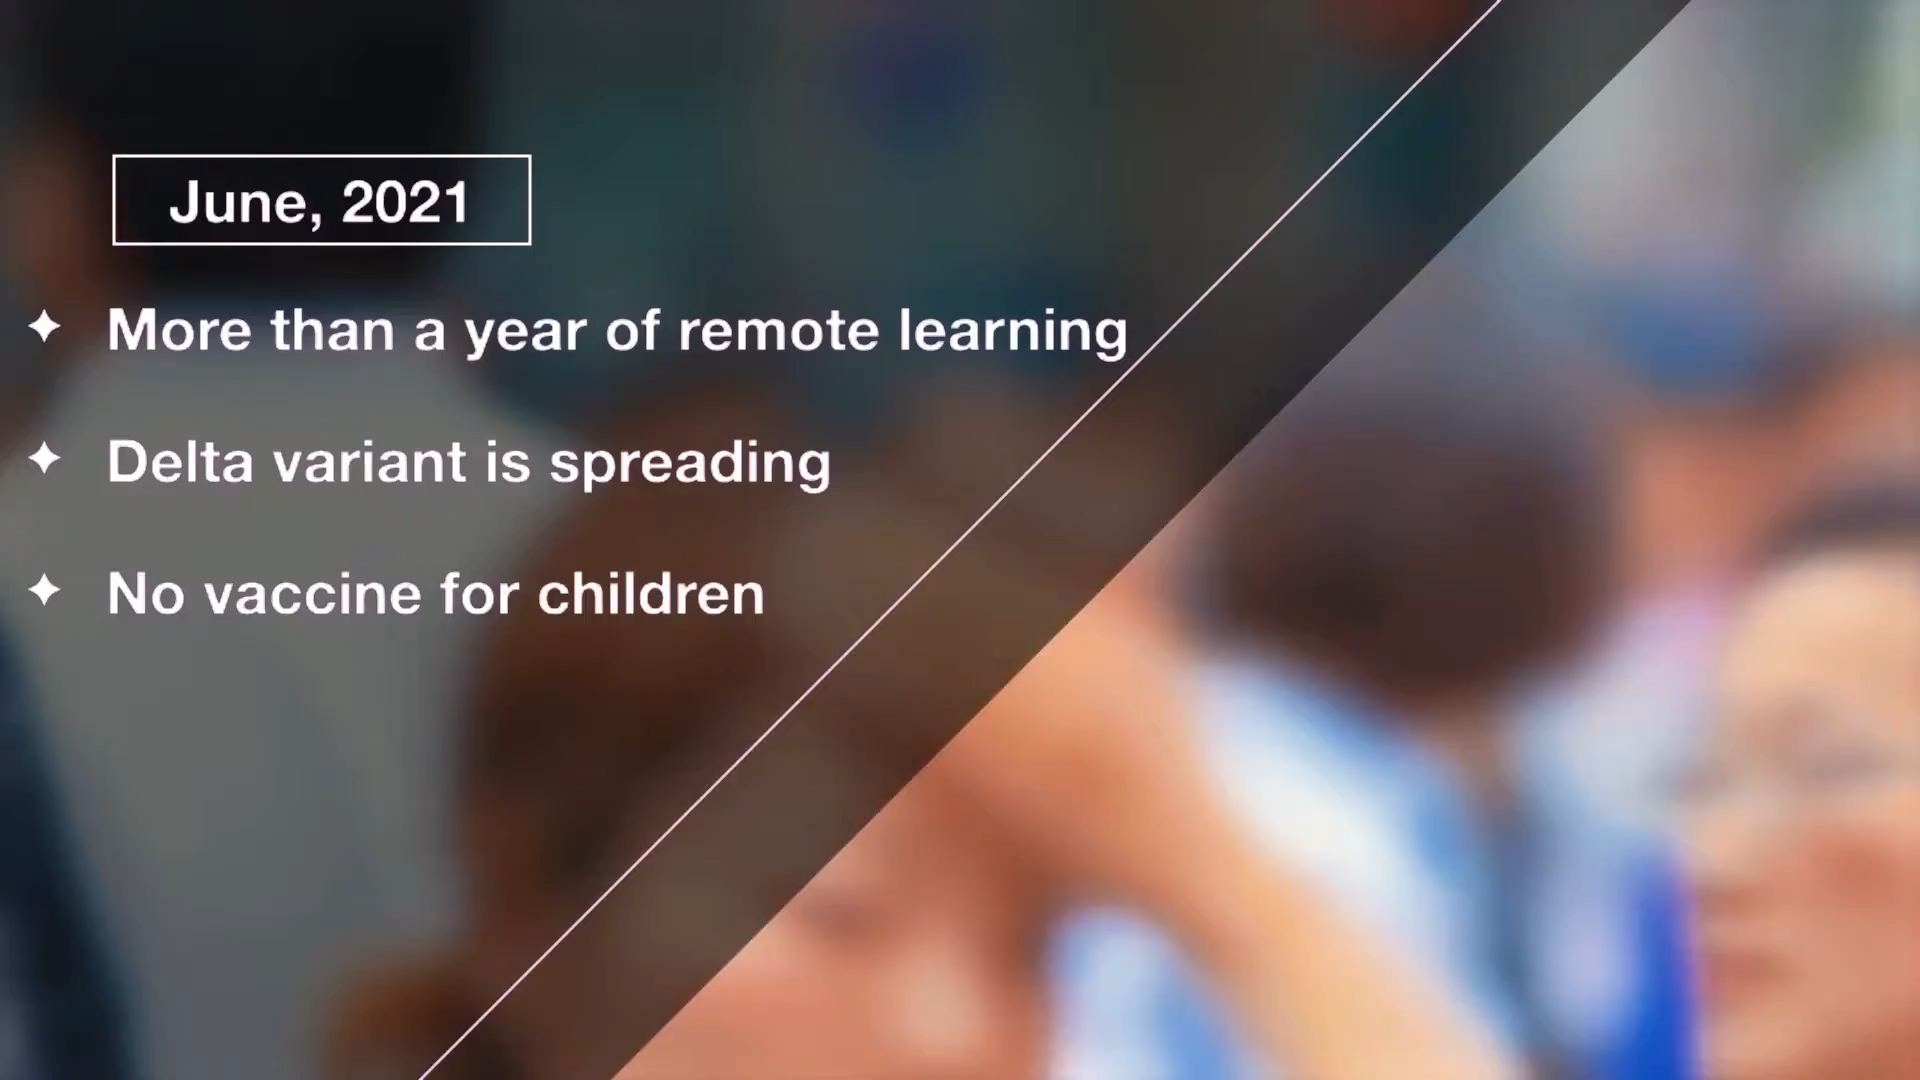 June, 2021
More than a year of remote learning
Delta variant is spreading
No vaccine for children